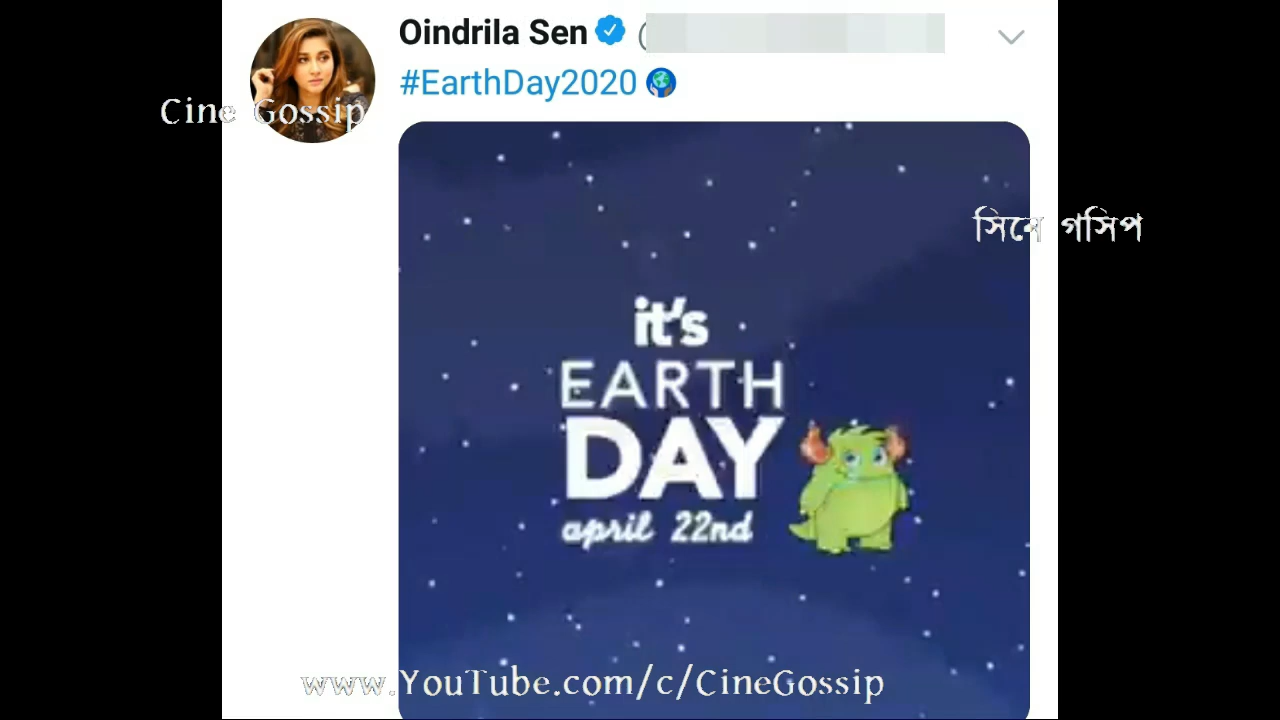 Oindrila Sen
#EarthDay2020
Cine Gossip
সিনে গসিপ
it's
EARTH
DAY
april 22nd
www.YouTube.com/c/CineGossip